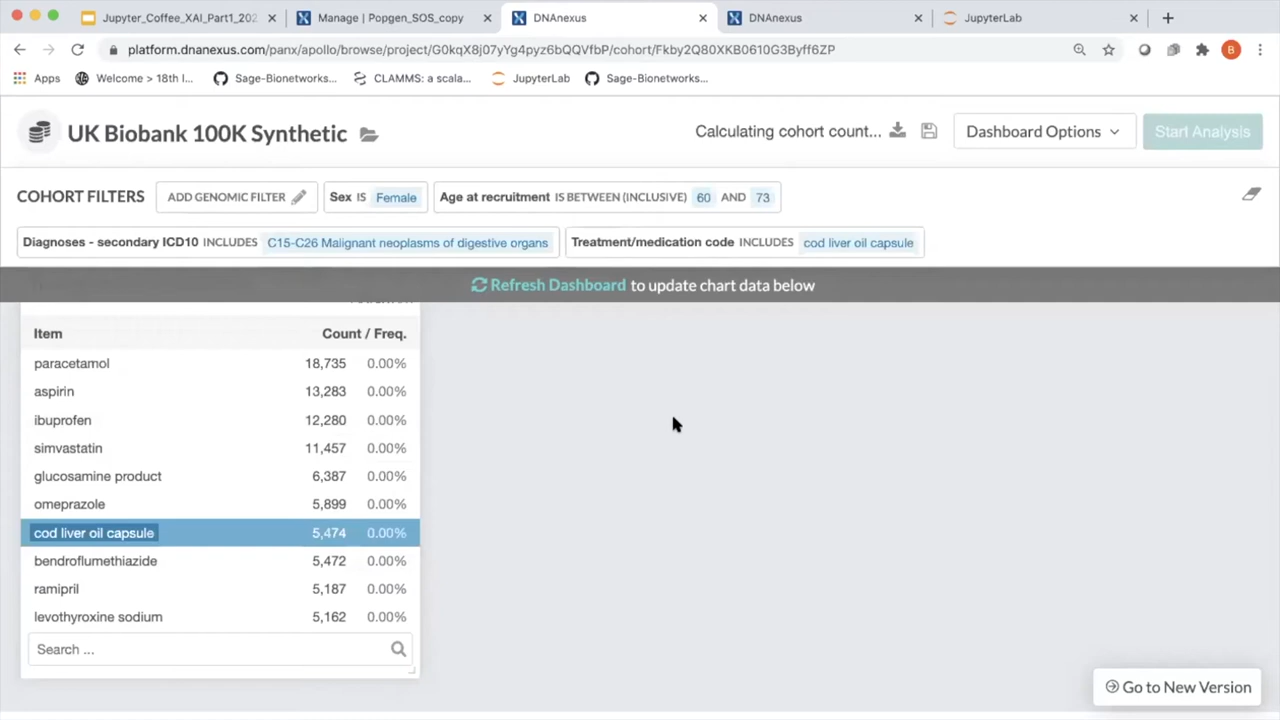 Jupyter_Coffee_XAI_Part1_202
Manage | Popgen_SOS_copy
DNAnexus
DNAnexus
JupyterLab
platform.dnanexus.com/panx/apollo/browse/project/G0kqX8j07yYg4pyz6bQQVfbP/cohort/Fkby2Q80XKB0610G3Byff6ZP
B
Apps
Welcome > 18th I...
Sage-Bionetworks...
CLAMMS: a scala...
JupyterLab
Sage-Bionetworks...
UK Biobank 100K Synthetic
Calculating cohort count...
Dashboard Options
Start Analysis
COHORT FILTERS
ADD GENOMIC FILTER
Sex IS Female
Age at recruitment IS BETWEEN (INCLUSIVE) 60 AND 73
Diagnoses - secondary ICD10 INCLUDES C15-C26 Malignant neoplasms of digestive organs
Treatment/medication code INCLUDES cod liver oil capsule
Refresh Dashboard to update chart data below
Item Count / Freq.
paracetamol 18,735 0.00%
aspirin 13,283 0.00%
ibuprofen 12,280 0.00%
simvastatin 11,457 0.00%
glucosamine product 6,387 0.00%
omeprazole 5,899 0.00%
cod liver oil capsule 5,474 0.00%
bendroflumethiazide 5,472 0.00%
ramipril 5,187 0.00%
levothyroxine sodium 5,162 0.00%
Search ...
Go to New Version